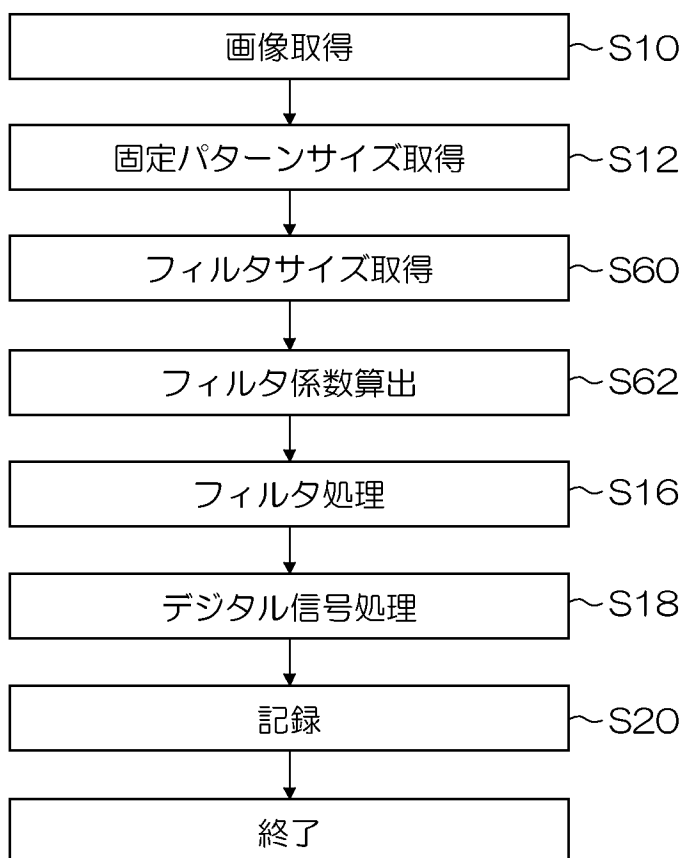 画像取得 S10
固定パターンサイズ取得 S12
フィルタサイズ取得 S60
フィルタ係数算出 S62
フィルタ処理 S16
デジタル信号処理 S18
記録 S20
終了